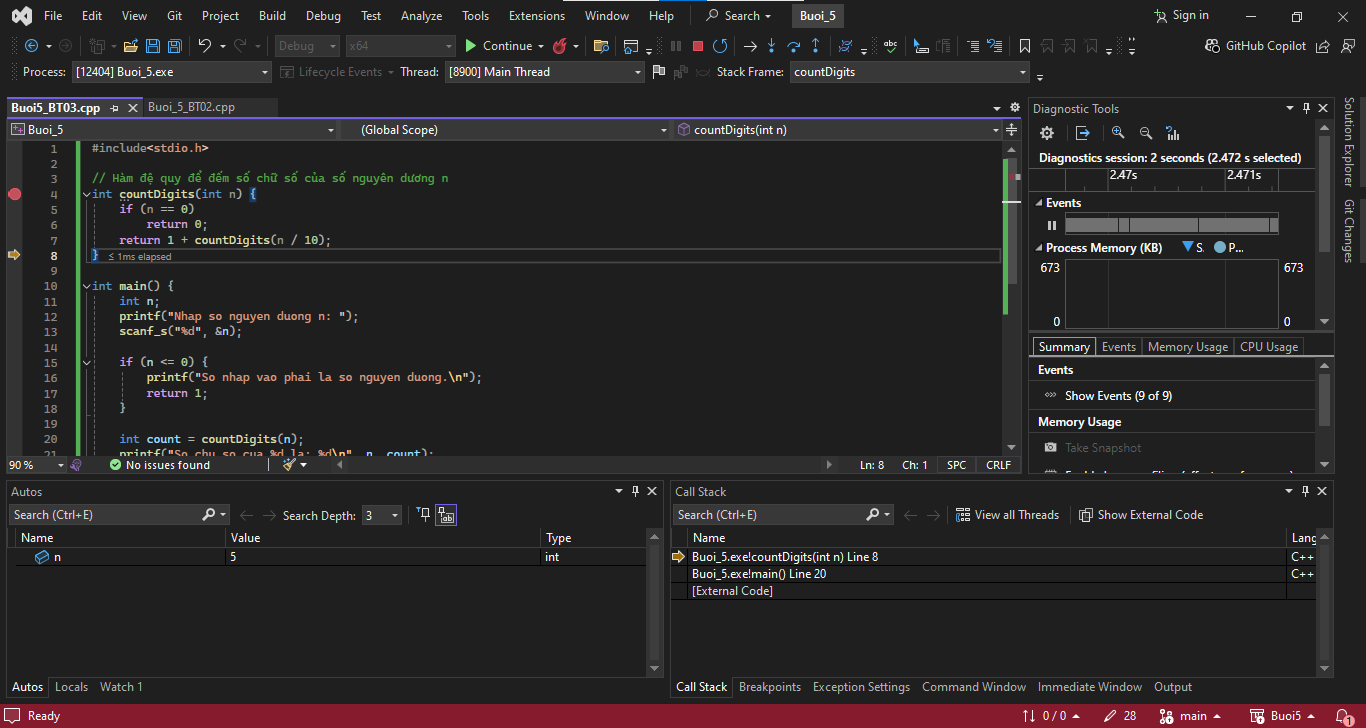 File Edit View Git Project Build Debug Test Analyze Tools Extensions Window Help Search Buoi_5 Sign in
Debug x64 Continue abc GitHub Copilot
Process: [12404] Buoi_5.exe Lifecycle Events Thread: [8900] Main Thread Stack Frame: countDigits
Buoi5_BT03.cpp Buoi_5_BT02.cpp
Buoi_5 (Global Scope) countDigits(int n)
1 #include<stdio.h>
2
3 // Hàm đệ quy để đếm số chữ số của số nguyên dương n
4 int countDigits(int n) {
5 if (n == 0)
6 return 0;
7 return 1 + countDigits(n / 10);
8 } ≤ 1ms elapsed
9
10 int main() {
11 int n;
12 printf("Nhap so nguyen duong n: ");
13 scanf_s("%d", &n);
14
15 if (n <= 0) {
16 printf("So nhap vao phai la so nguyen duong.\n");
17 return 1;
18 }
19
20 int count = countDigits(n);
21 printf("So chu so cua %d la: %d\n", n, count);
90 % No issues found Ln: 8 Ch: 1 SPC CRLF
Diagnostic Tools
Diagnostics session: 2 seconds (2.472 s selected)
2.47s 2.471s
Events
Process Memory (KB) S. P...
673 673
0 0
Summary Events Memory Usage CPU Usage
Events
Show Events (9 of 9)
Memory Usage
Take Snapshot
Solution Explorer
Git Changes
Autos
Search (Ctrl+E) Search Depth: 3
Name Value Type
n 5 int
Autos Locals Watch 1
Call Stack
Search (Ctrl+E) View all Threads Show External Code
Name Lang
Buoi_5.exe!countDigits(int n) Line 8 C++
Buoi_5.exe!main() Line 20 C++
[External Code]
Call Stack Breakpoints Exception Settings Command Window Immediate Window Output
Ready 0 / 0 28 main Buoi5 1